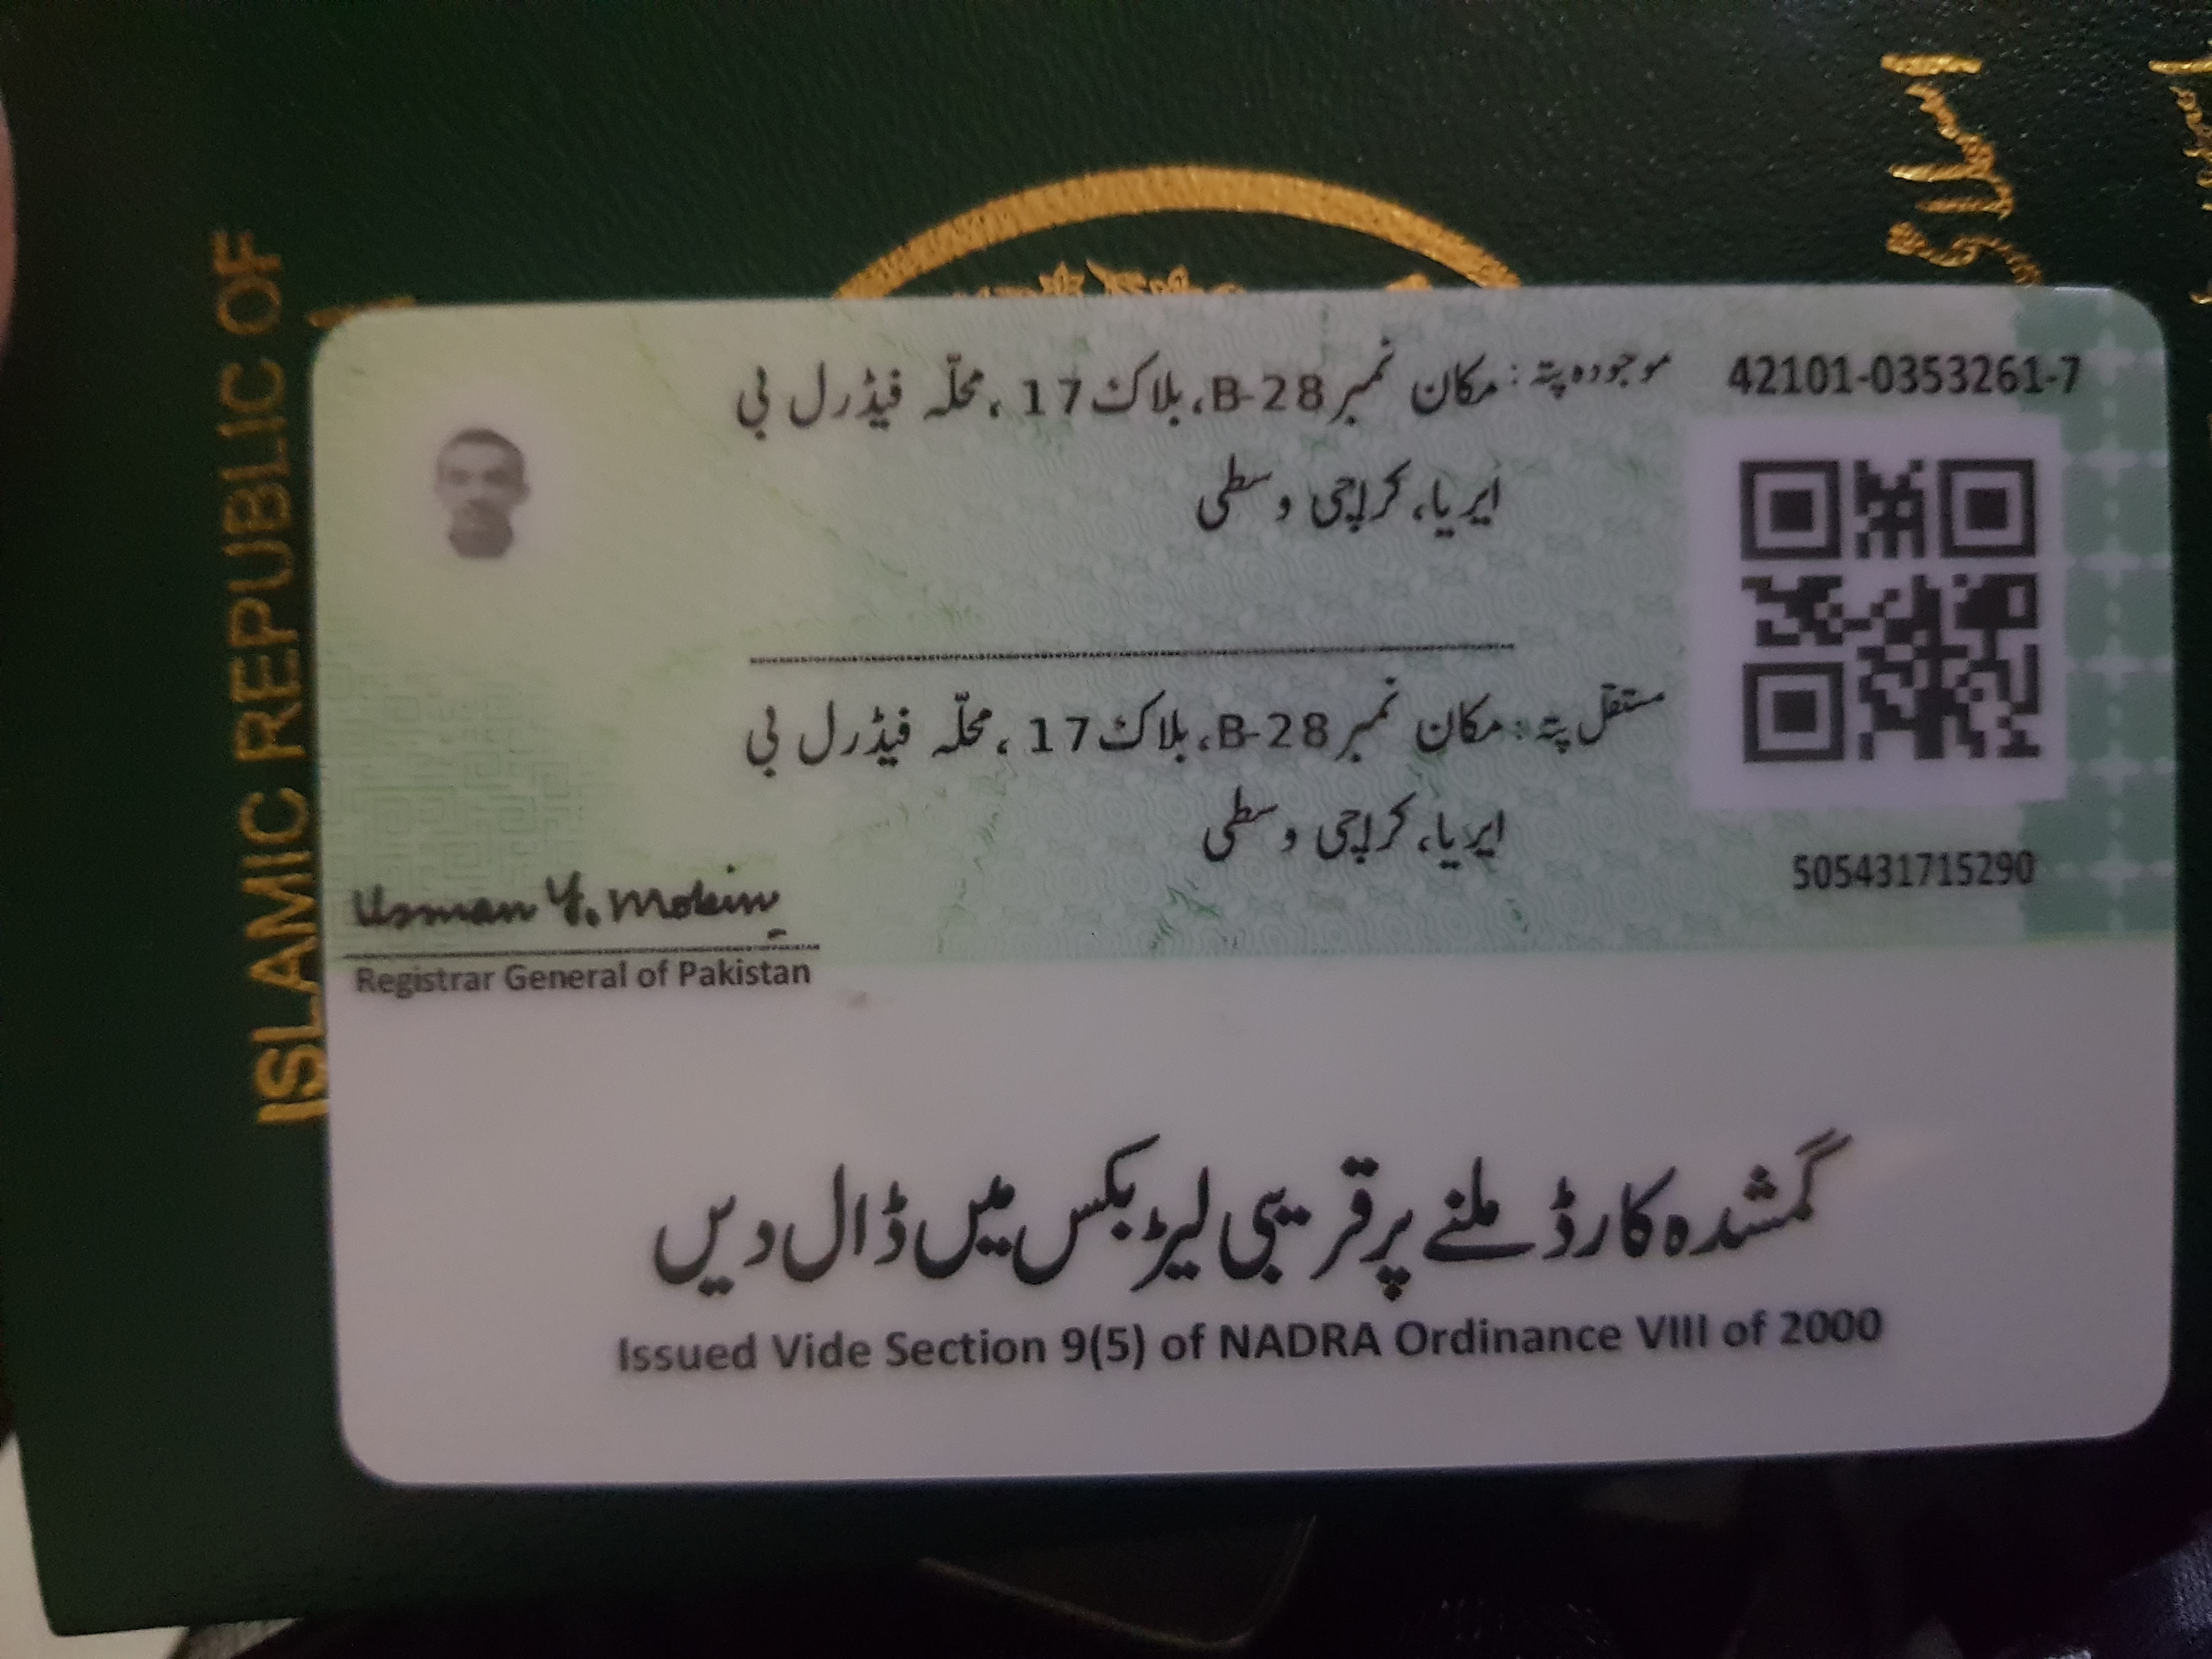 ISLAMIC REPUBLIC OF
اسلامی
42101-0353261-7
موجودہ پتہ: مکان نمبر B-28، بلاک 17، محلّہ فیڈرل بی
ایریا، کراچی وسطی
مستقل پتہ: مکان نمبر B-28، بلاک 17، محلّہ فیڈرل بی
ایریا، کراچی وسطی
505431715290
Usman Y. Mobin
Registrar General of Pakistan
گمشدہ کارڈ ملنے پر قریبی لیٹر بکس میں ڈال دیں
Issued Vide Section 9(5) of NADRA Ordinance VIII of 2000